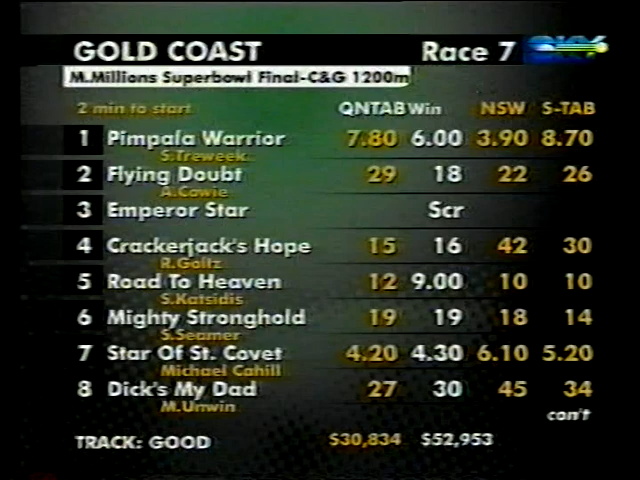 GOLD COAST Race 7 SKY
M.Millions Superbowl Final-C&G 1200m
2 min to start QNTAB Win NSW S-TAB
1 Pimpala Warrior 7.80 6.00 3.90 8.70
S.Treweek
2 Flying Doubt 29 18 22 26
A.Cowie
3 Emperor Star Scr
4 Crackerjack's Hope 15 16 42 30
R.Goltz
5 Road To Heaven 12 9.00 10 10
S.Katsidis
6 Mighty Stronghold 19 19 18 14
S.Seamer
7 Star Of St. Covet 4.20 4.30 6.10 5.20
Michael Cahill
8 Dick's My Dad 27 30 45 34
M.Unwin
con't
TRACK: GOOD $30,834 $52,953